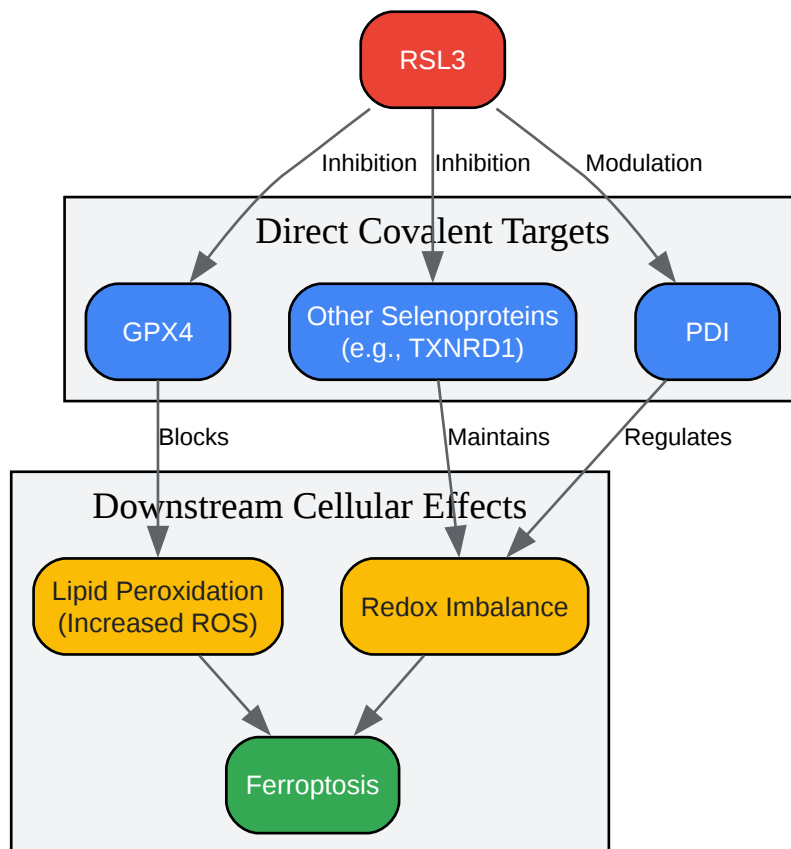 RSL3
Inhibition
Inhibition
Modulation
Direct Covalent Targets
GPX4
Other Selenoproteins
(e.g., TXNRD1)
PDI
Blocks
Maintains
Regulates
Downstream Cellular Effects
Lipid Peroxidation
(Increased ROS)
Redox Imbalance
Ferroptosis